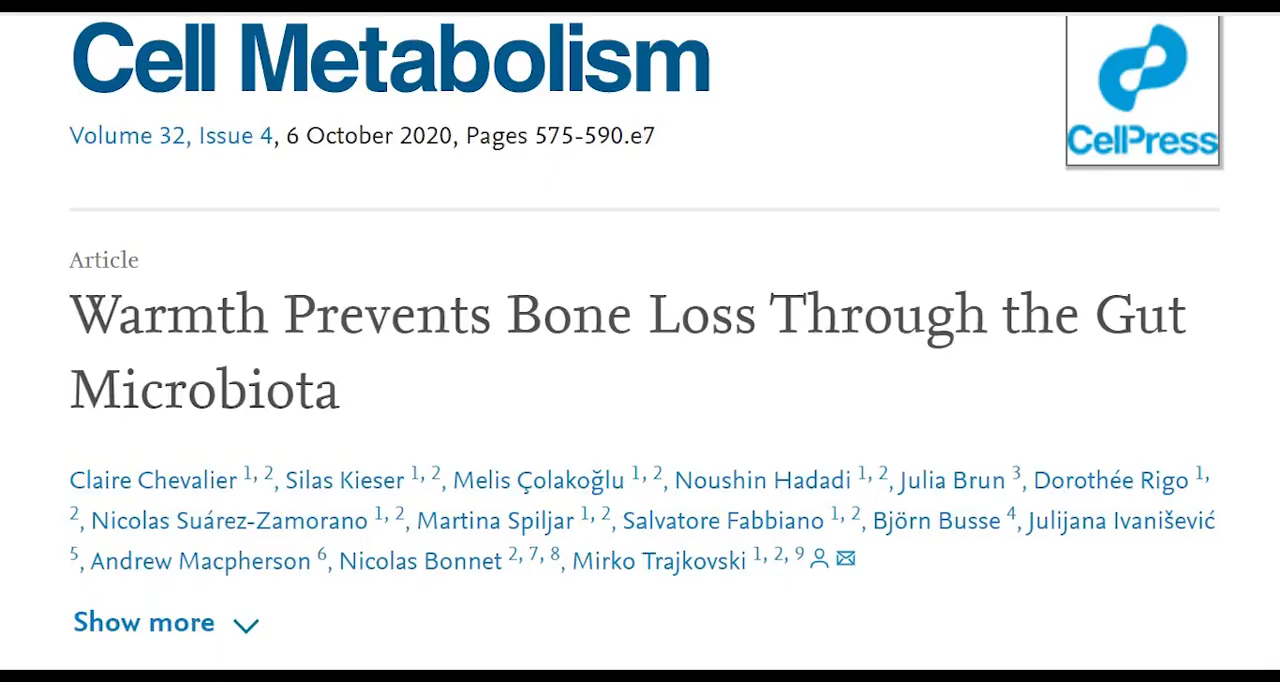 Cell Metabolism
CellPress
Volume 32, Issue 4, 6 October 2020, Pages 575-590.e7
Article
Warmth Prevents Bone Loss Through the Gut
Microbiota
Claire Chevalier 1, 2, Silas Kieser 1, 2, Melis Çolakoğlu 1, 2, Noushin Hadadi 1, 2, Julia Brun 3, Dorothée Rigo 1,
2, Nicolas Suárez-Zamorano 1, 2, Martina Spiljar 1, 2, Salvatore Fabbiano 1, 2, Björn Busse 4, Julijana Ivanišević
5, Andrew Macpherson 6, Nicolas Bonnet 2, 7, 8, Mirko Trajkovski 1, 2, 9
Show more